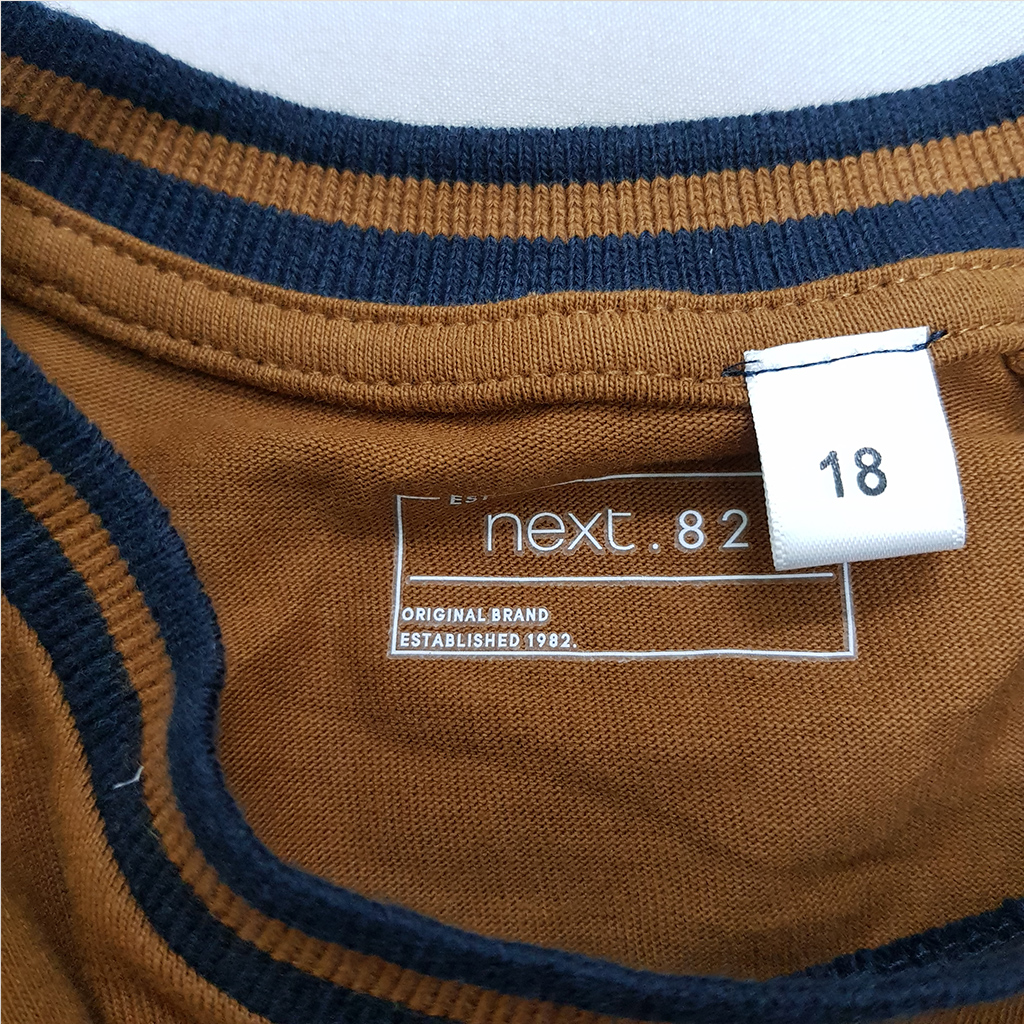 18
next.82
ORIGINAL BRAND
ESTABLISHED 1982.